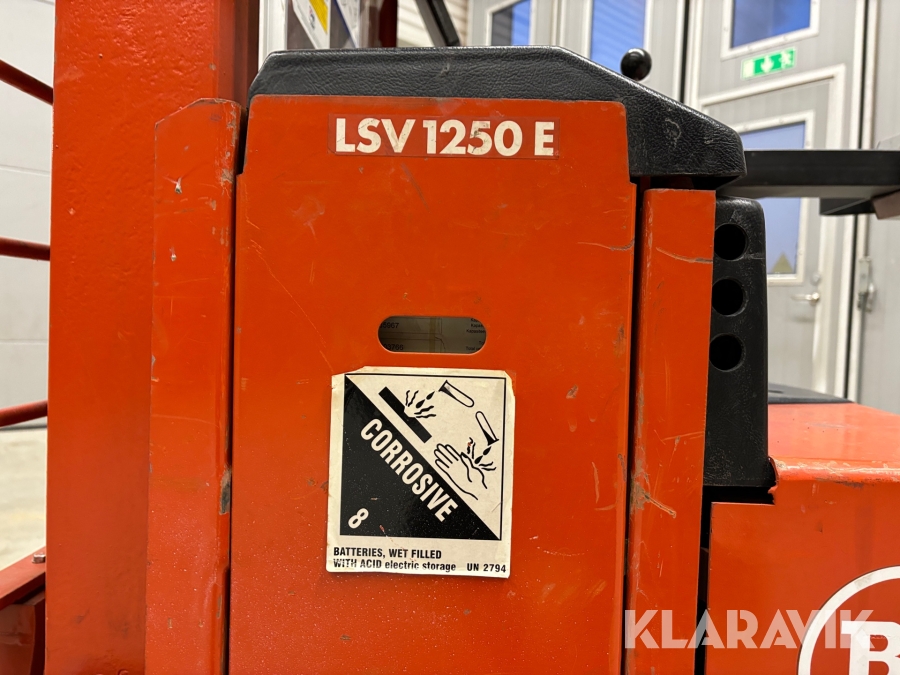 LSV 1250 E
CORROSIVE
8
BATTERIES, WET FILLED
WITH ACID electric storage UN 2794
KLARAVIK
B